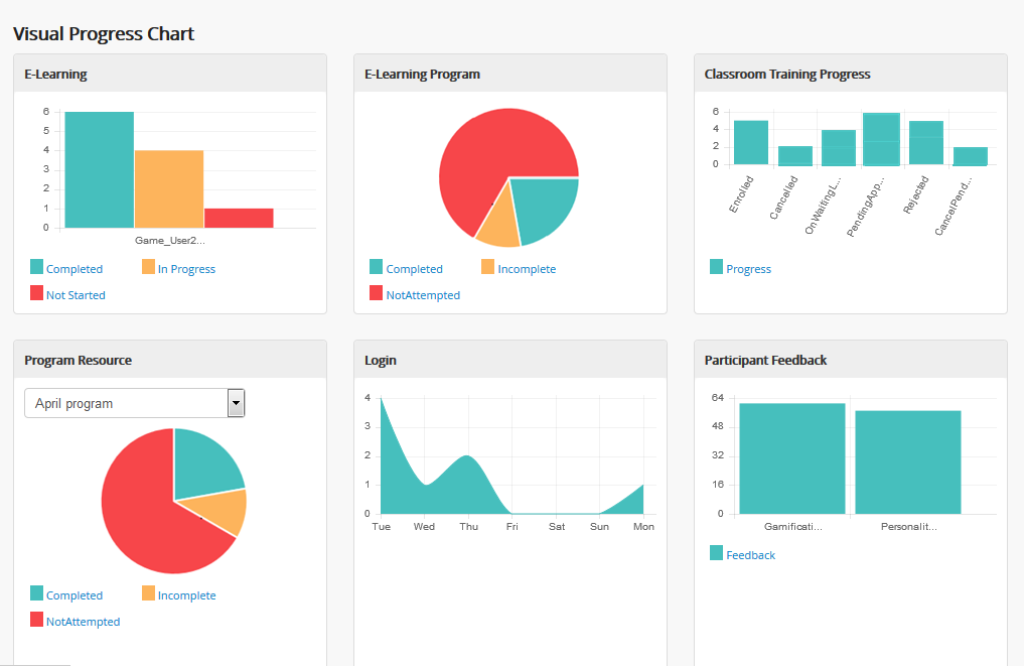 Visual Progress Chart
E-Learning
6
5
4
3
2
1
0
Game_User2...
Completed
In Progress
Not Started
E-Learning Program
Completed
Incomplete
NotAttempted
Classroom Training Progress
6
4
2
0
Enrolled
Cancelled
OnWaitingL...
PendingApp...
Rejected
CancelPend...
Progress
Program Resource
April program
Completed
Incomplete
NotAttempted
Login
4
3
2
1
0
Tue Wed Thu Fri Sat Sun Mon
Participant Feedback
64
48
32
16
0
Gamificati...
Personalit...
Feedback